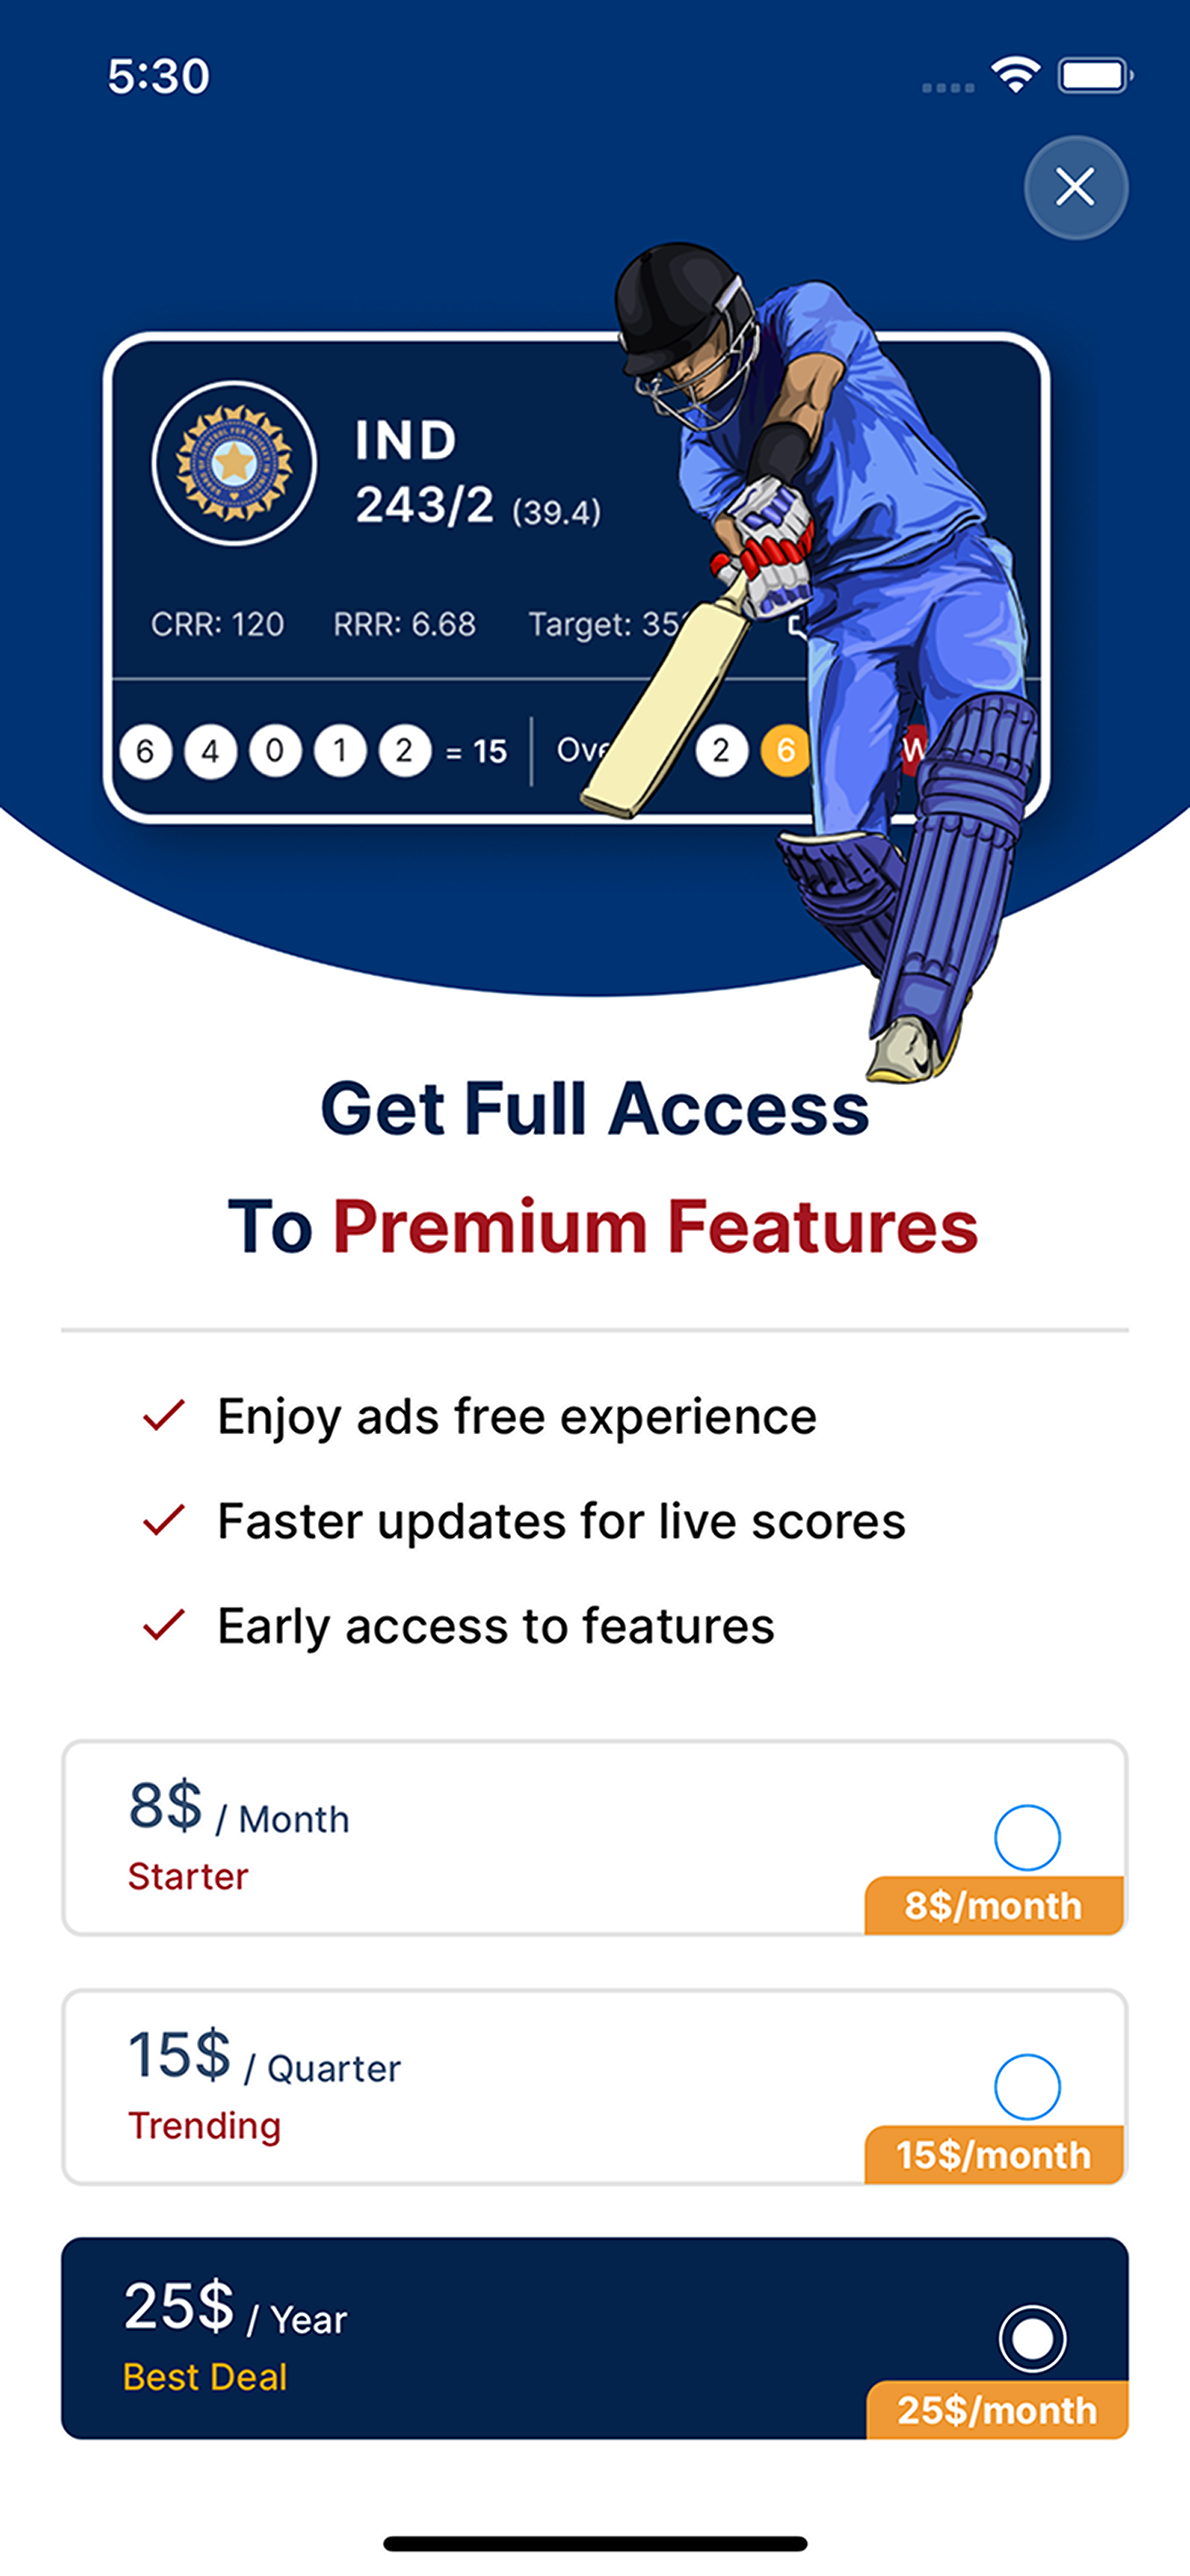 5:30
IND
243/2 (39.4)
CRR: 120 RRR: 6.68 Target:
6 4 0 1 2 = 15 2 6 W
Get Full Access
To Premium Features
Enjoy ads free experience
Faster updates for live scores
Early access to features
8$ / Month
Starter
8$/month
15$ / Quarter
Trending
15$/month
25$ / Year
Best Deal
25$/month